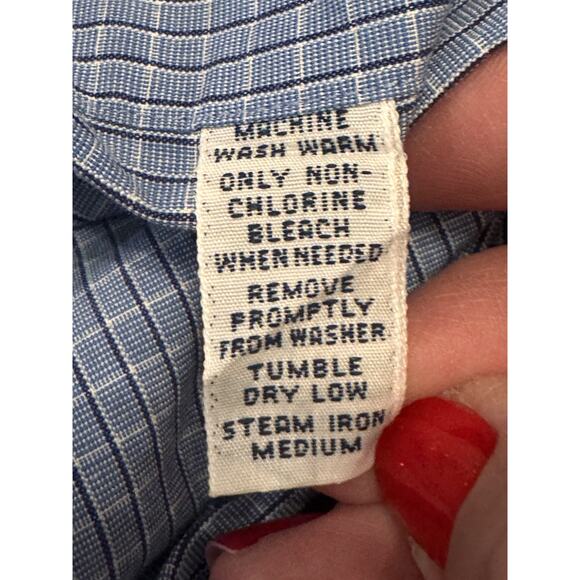 MACHINE
WASH WARM
ONLY NON-
CHLORINE
BLEACH
WHEN NEEDED
REMOVE
PROMPTLY
FROM WASHER
TUMBLE
DRY LOW
STEAM IRON
MEDIUM